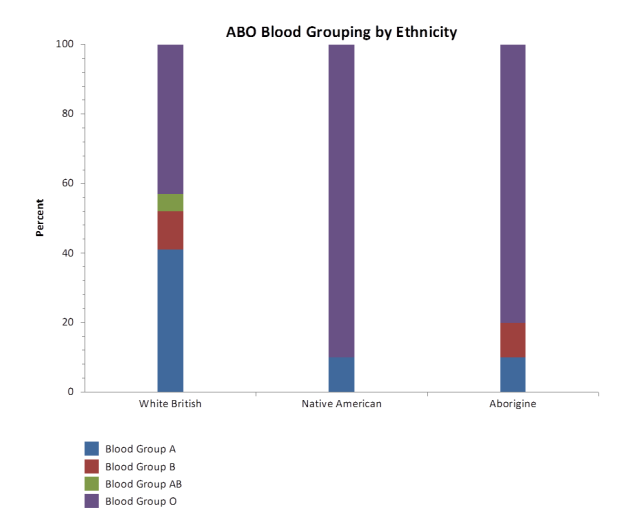 ABO Blood Grouping by Ethnicity
100
80
60
40
20
0
Percent
White British
Native American
Aborigine
Blood Group A
Blood Group B
Blood Group AB
Blood Group O